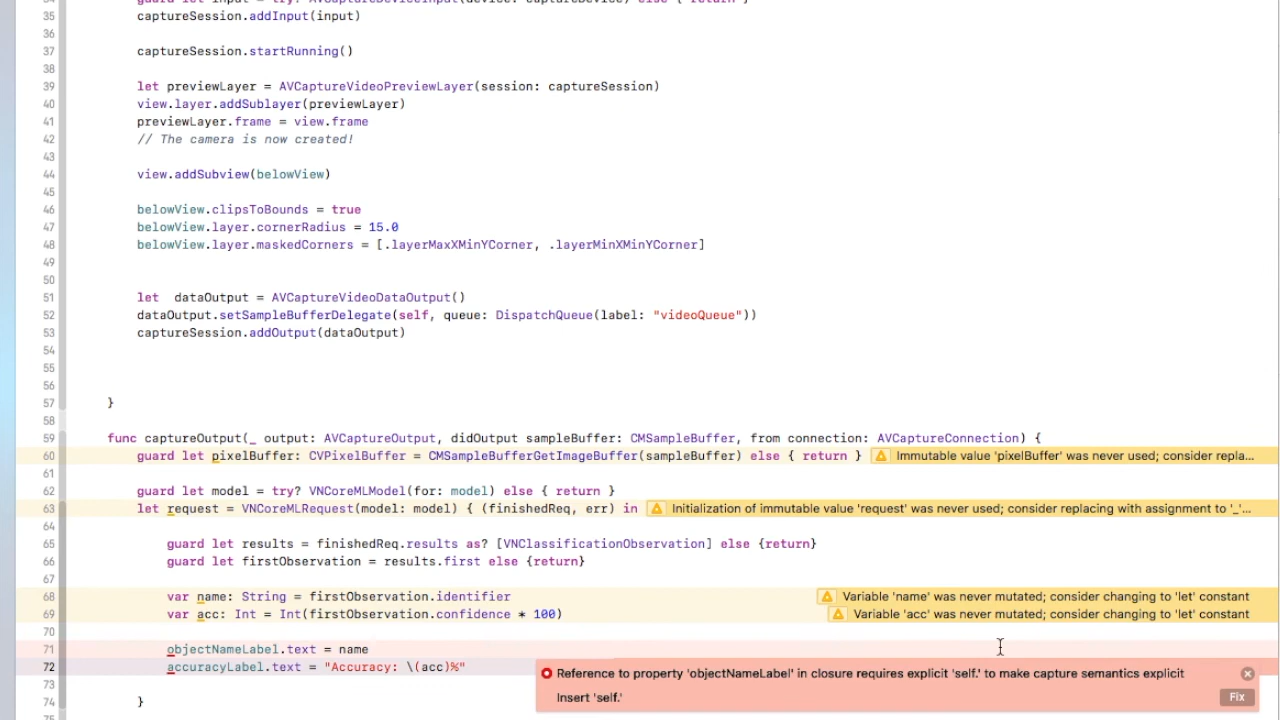 34 guard let input = try? AVCaptureDeviceInput(device: captureDevice) else { return }
35 captureSession.addInput(input)
36
37 captureSession.startRunning()
38
39 let previewLayer = AVCaptureVideoPreviewLayer(session: captureSession)
40 view.layer.addSublayer(previewLayer)
41 previewLayer.frame = view.frame
42 // The camera is now created!
43
44 view.addSubview(belowView)
45
46 belowView.clipsToBounds = true
47 belowView.layer.cornerRadius = 15.0
48 belowView.layer.maskedCorners = [.layerMaxXMinYCorner, .layerMinXMinYCorner]
49
50
51 let  dataOutput = AVCaptureVideoDataOutput()
52 dataOutput.setSampleBufferDelegate(self, queue: DispatchQueue(label: "videoQueue"))
53 captureSession.addOutput(dataOutput)
54
55
56
57 }
58
59 func captureOutput(_ output: AVCaptureOutput, didOutput sampleBuffer: CMSampleBuffer, from connection: AVCaptureConnection) {
60 guard let pixelBuffer: CVPixelBuffer = CMSampleBufferGetImageBuffer(sampleBuffer) else { return } Immutable value 'pixelBuffer' was never used; consider repla...
61
62 guard let model = try? VNCoreMLModel(for: model) else { return }
63 let request = VNCoreMLRequest(model: model) { (finishedReq, err) in Initialization of immutable value 'request' was never used; consider replacing with assignment to '_'...
64
65 guard let results = finishedReq.results as? [VNClassificationObservation] else {return}
66 guard let firstObservation = results.first else {return}
67
68 var name: String = firstObservation.identifier Variable 'name' was never mutated; consider changing to 'let' constant
69 var acc: Int = Int(firstObservation.confidence * 100) Variable 'acc' was never mutated; consider changing to 'let' constant
70
71 objectNameLabel.text = name
72 accuracyLabel.text = "Accuracy: \(acc)%"
Reference to property 'objectNameLabel' in closure requires explicit 'self.' to make capture semantics explicit
73
Insert 'self.' Fix
74 }
75